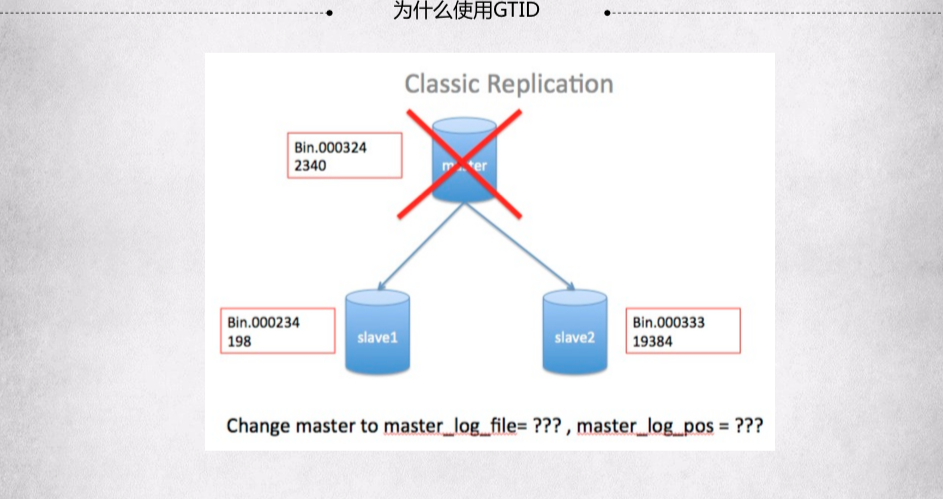 为什么使用GTID
Classic Replication
Bin.000324
2340
master
Bin.000234
198
slave1
slave2
Bin.000333
19384
Change master to master_log_file= ??? , master_log_pos = ???